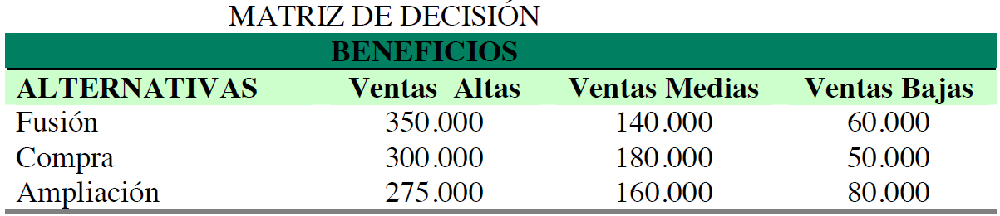 MATRIZ DE DECISIÓN
BENEFICIOS
ALTERNATIVAS Ventas Altas Ventas Medias Ventas Bajas
Fusión 350.000 140.000 60.000
Compra 300.000 180.000 50.000
Ampliación 275.000 160.000 80.000